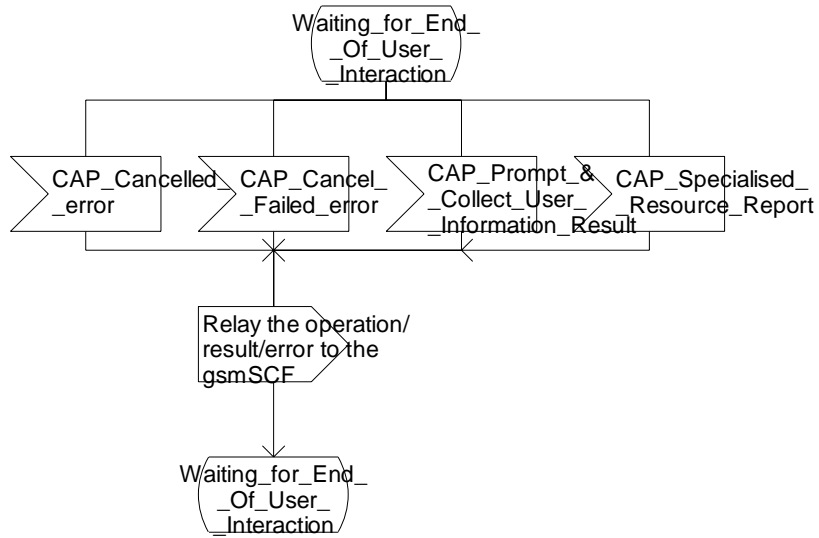 Waiting_for_End_
_Of_User_
_Interaction
CAP_Cancelled_
_error
CAP_Cancel_
_Failed_error
CAP_Prompt_&
_Collect_User_
_Information_Result
CAP_Specialised_
_Resource_Report
Relay the operation/
result/error to the
gsmSCF
Waiting_for_End_
_Of_User_
_Interaction